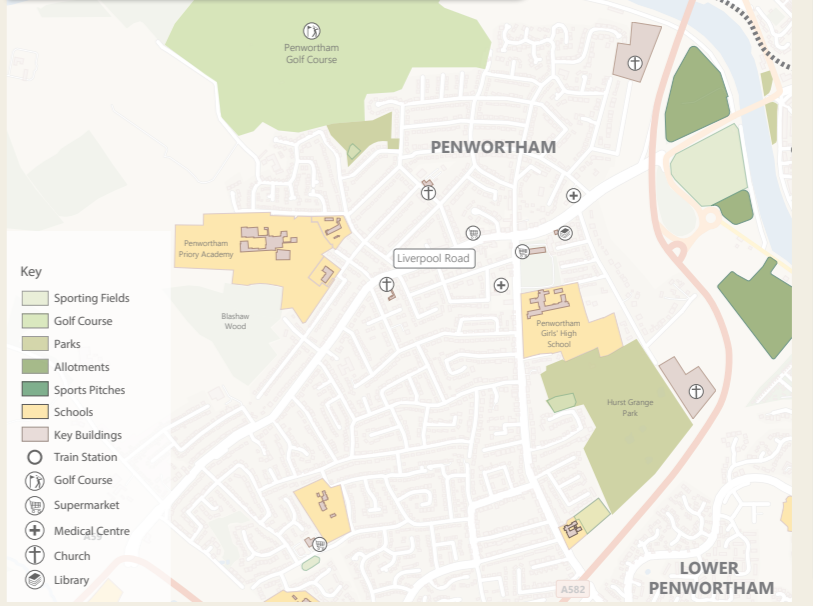 Penwortham
Golf Course
PENWORTHAM
Penwortham
Priory Academy
Liverpool Road
Blashaw
Wood
Penwortham
Girls' High
School
Hurst Grange
Park
Key
Sporting Fields
Golf Course
Parks
Allotments
Sports Pitches
Schools
Key Buildings
Train Station
Golf Course
Supermarket
Medical Centre
A59
Church
Library
A582
LOWER
PENWORTHAM